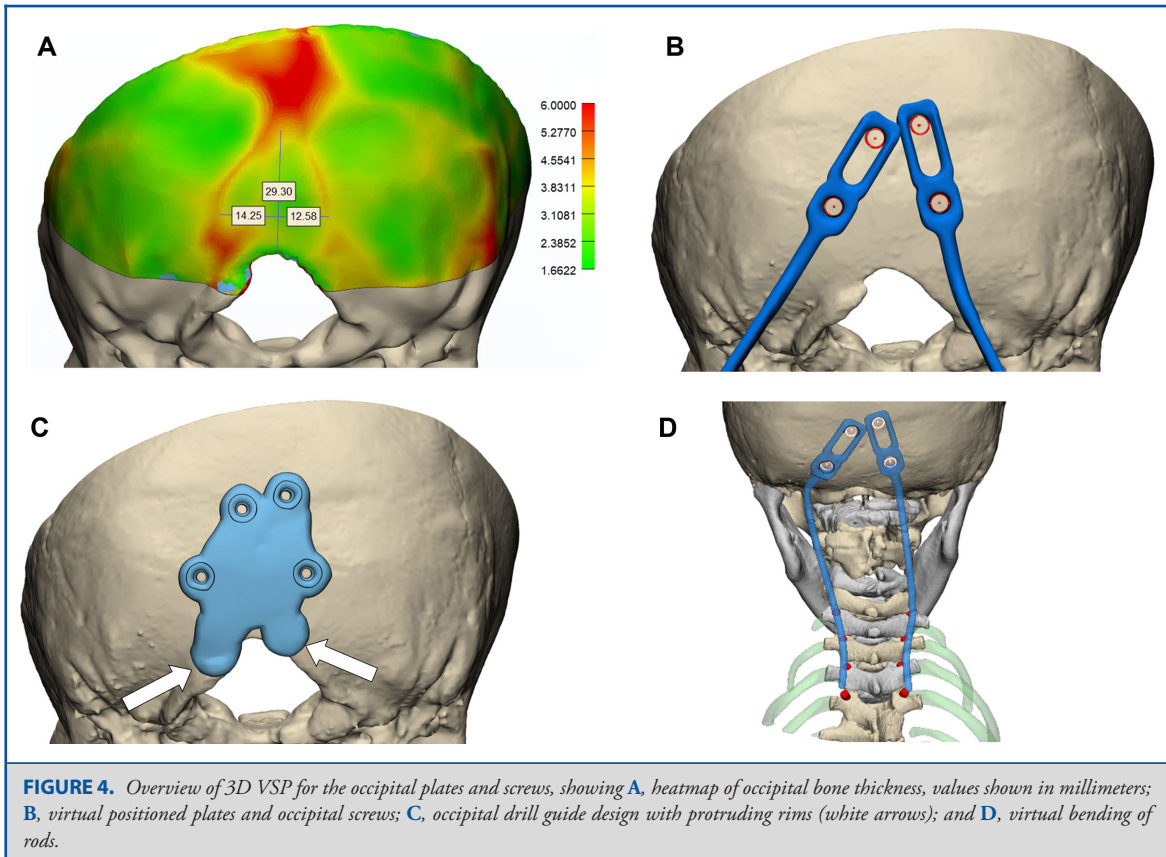 A
6.0000
5.2770
4.5541
3.8311
3.1081
2.3852
1.6622
29.30
14.25 12.58
B
C
D
FIGURE 4. Overview of 3D VSP for the occipital plates and screws, showing A, heatmap of occipital bone thickness, values shown in millimeters;
B, virtual positioned plates and occipital screws; C, occipital drill guide design with protruding rims (white arrows); and D, virtual bending of
rods.